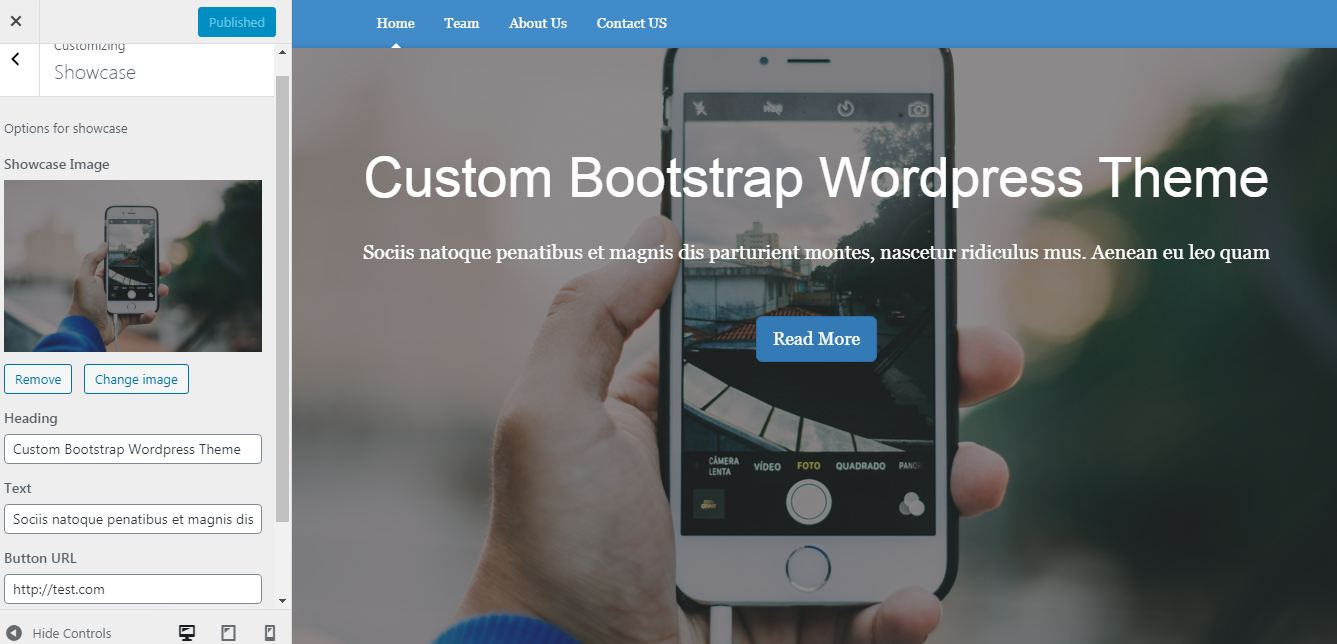 Published
Customizing
Showcase
Options for showcase
Showcase Image
Remove
Change image
Heading
Custom Bootstrap Wordpress Theme
Text
Sociis natoque penatibus et magnis dis
Button URL
http://test.com
Hide Controls
Home Team About Us Contact US
Custom Bootstrap Wordpress Theme
Sociis natoque penatibus et magnis dis parturient montes, nascetur ridiculus mus. Aenean eu leo quam
Read More
CÂMERA
LENTA VÍDEO FOTO QUADRADO